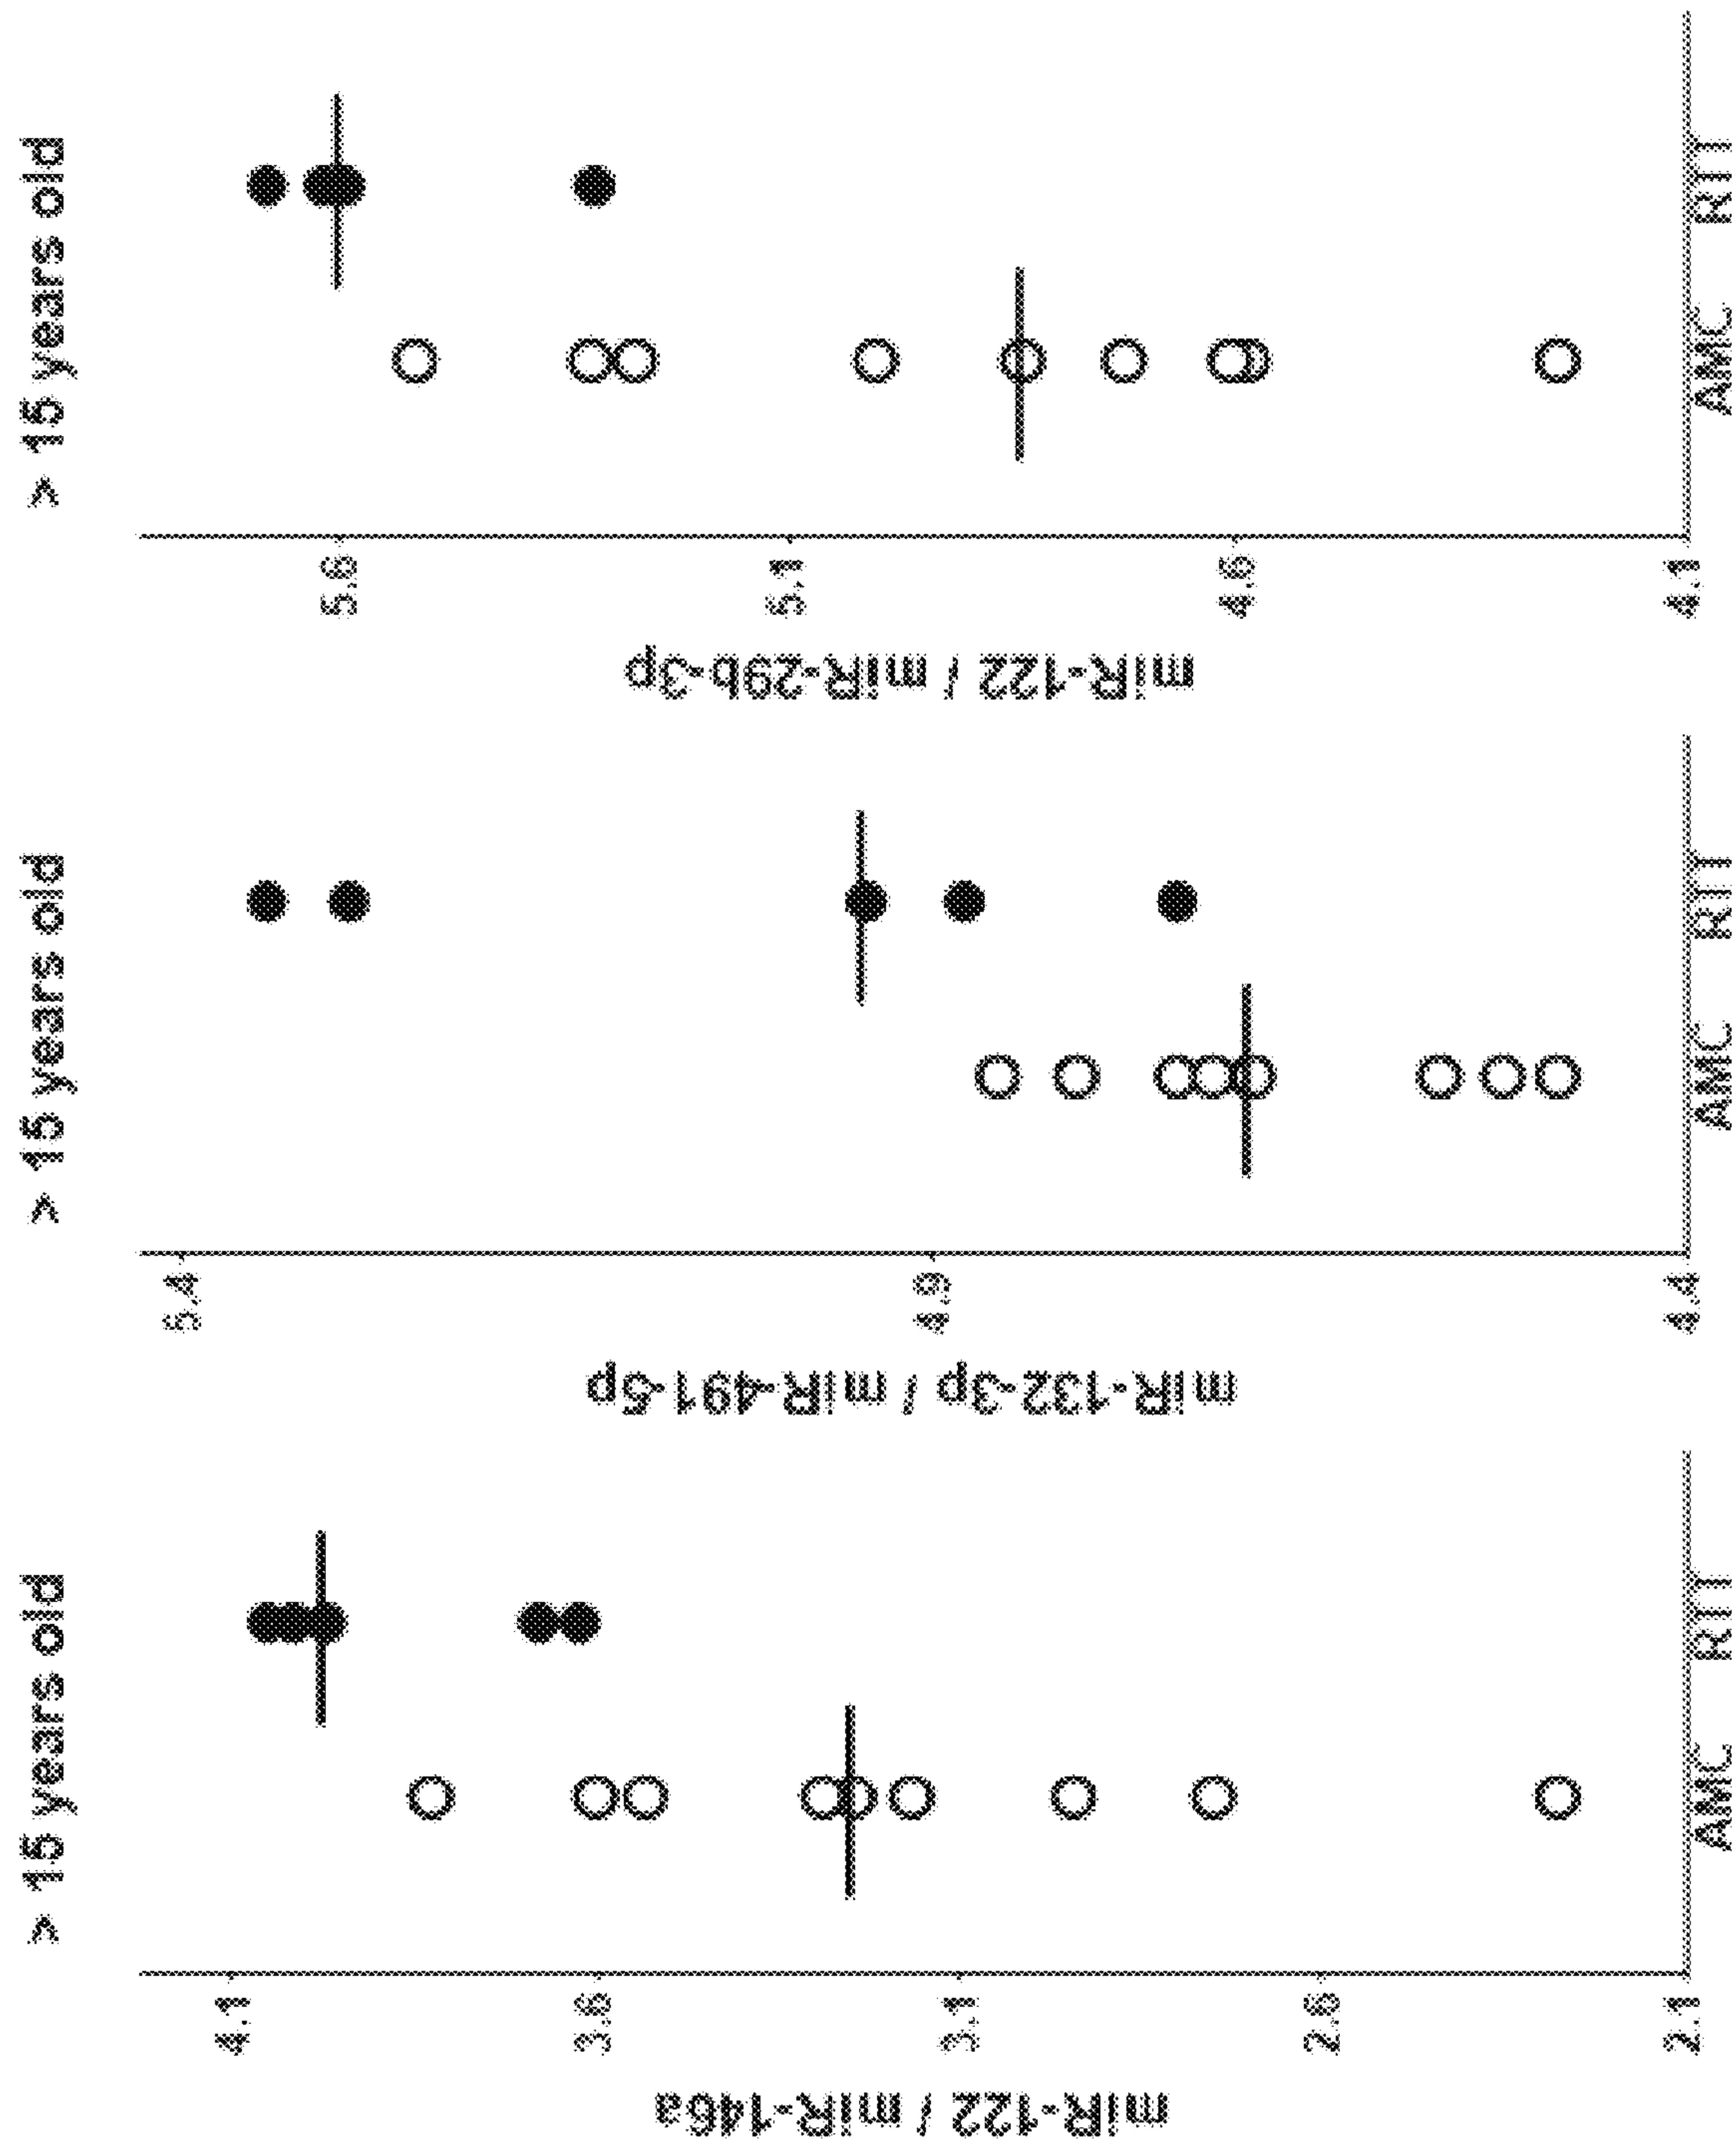 > 15 years old
miR-122 / miR-146a
4.1
3.6
3.1
2.6
2.1
AMC RTT
> 15 years old
miR-132-3p / miR-491-5p
5.4
4.9
4.4
AMC RTT
> 15 years old
miR-122 / miR-29b-3p
5.6
5.1
4.6
4.1
AMC RTT